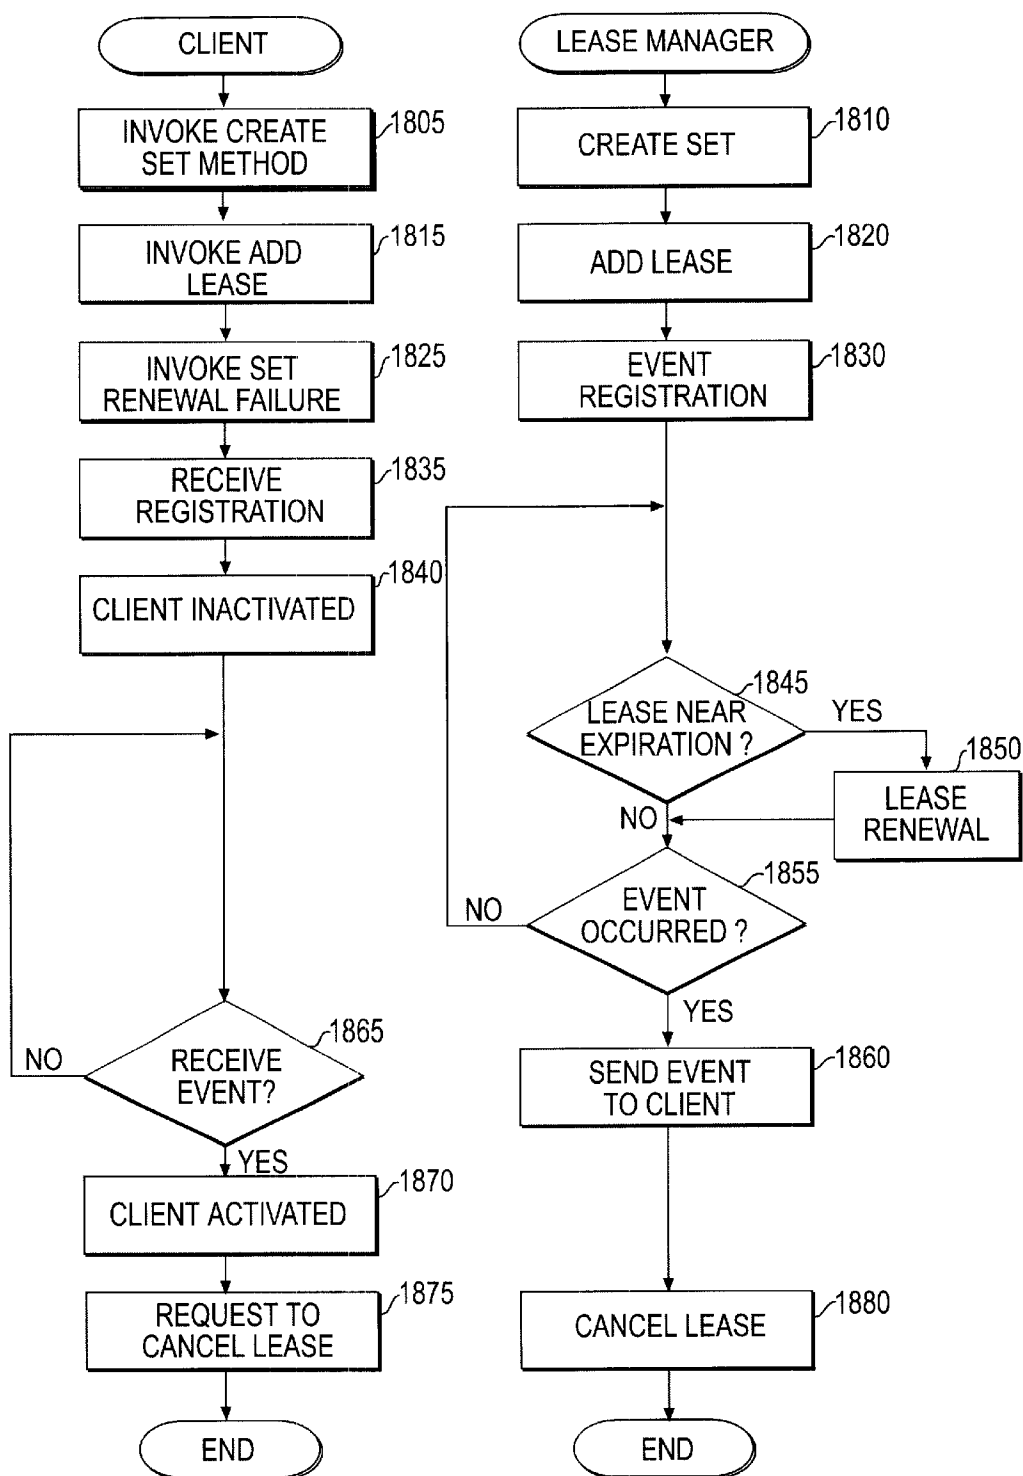 CLIENT
INVOKE CREATE
SET METHOD
1805
INVOKE ADD
LEASE
1815
INVOKE SET
RENEWAL FAILURE
1825
RECEIVE
REGISTRATION
1835
CLIENT INACTIVATED
1840
RECEIVE
EVENT?
1865
NO
YES
CLIENT ACTIVATED
1870
REQUEST TO
CANCEL LEASE
1875
END
LEASE MANAGER
CREATE SET
1810
ADD LEASE
1820
EVENT
REGISTRATION
1830
LEASE NEAR
EXPIRATION ?
1845
YES
LEASE
RENEWAL
1850
NO
EVENT
OCCURRED ?
1855
NO
YES
SEND EVENT
TO CLIENT
1860
CANCEL LEASE
1880
END